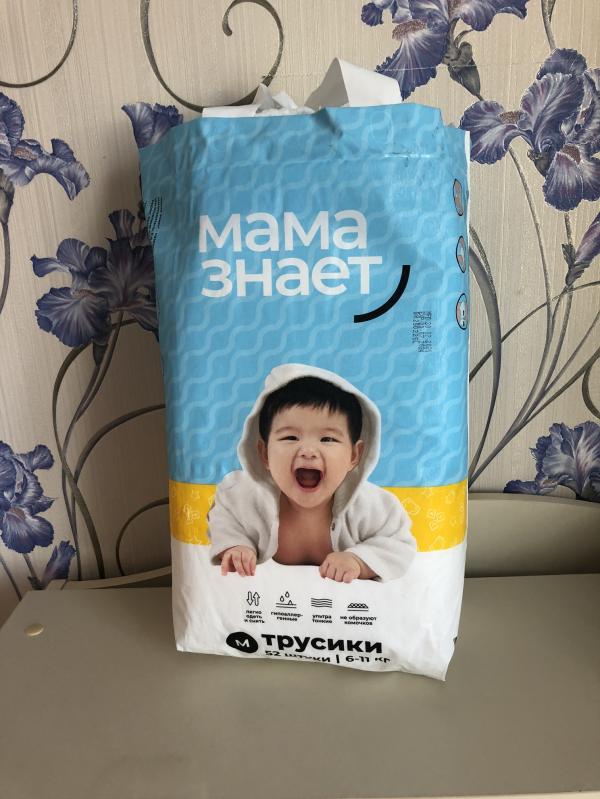 мама
знает
легко
одеть
и снять
гипоаллер-
генные
ультра
тонкие
не образуют
комочков
M трусики
52 штуки | 6-11 кг